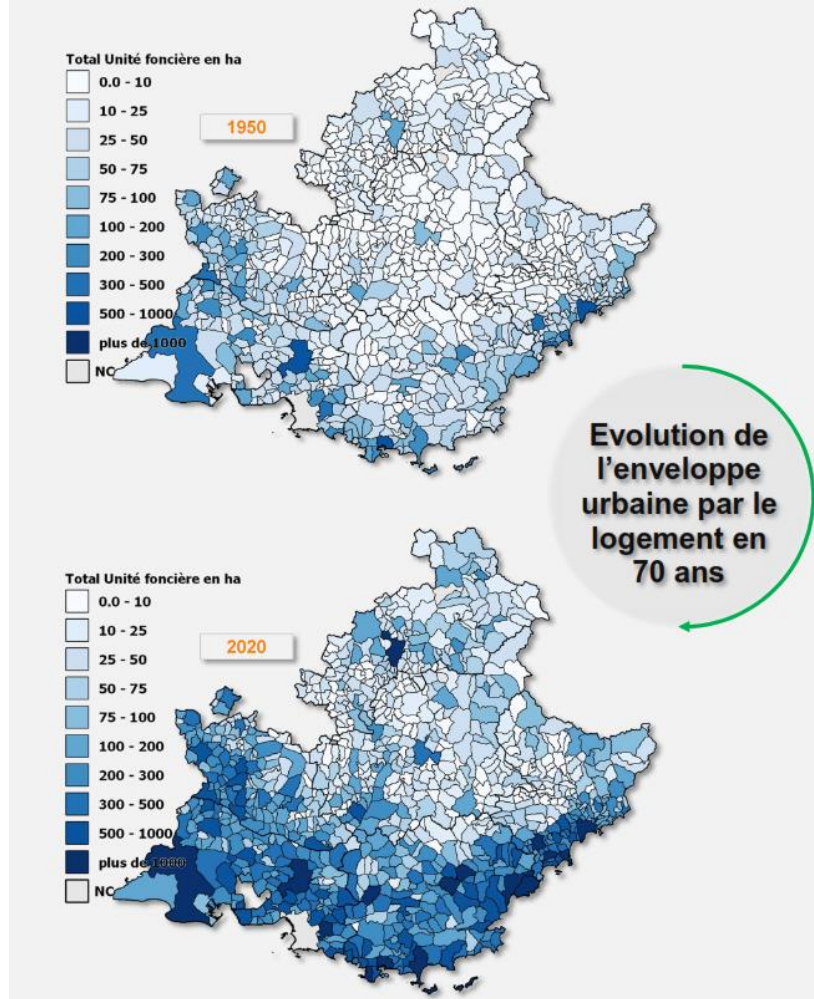 Total Unité foncière en ha
0.0 - 10
10 - 25
25 - 50
50 - 75
75 - 100
100 - 200
200 - 300
300 - 500
500 - 1000
plus de 1000
NC
1950
Evolution de
l'enveloppe
urbaine par le
logement en
70 ans
Total Unité foncière en ha
0.0 - 10
10 - 25
25 - 50
50 - 75
75 - 100
100 - 200
200 - 300
300 - 500
500 - 1000
plus de 1000
NC
2020